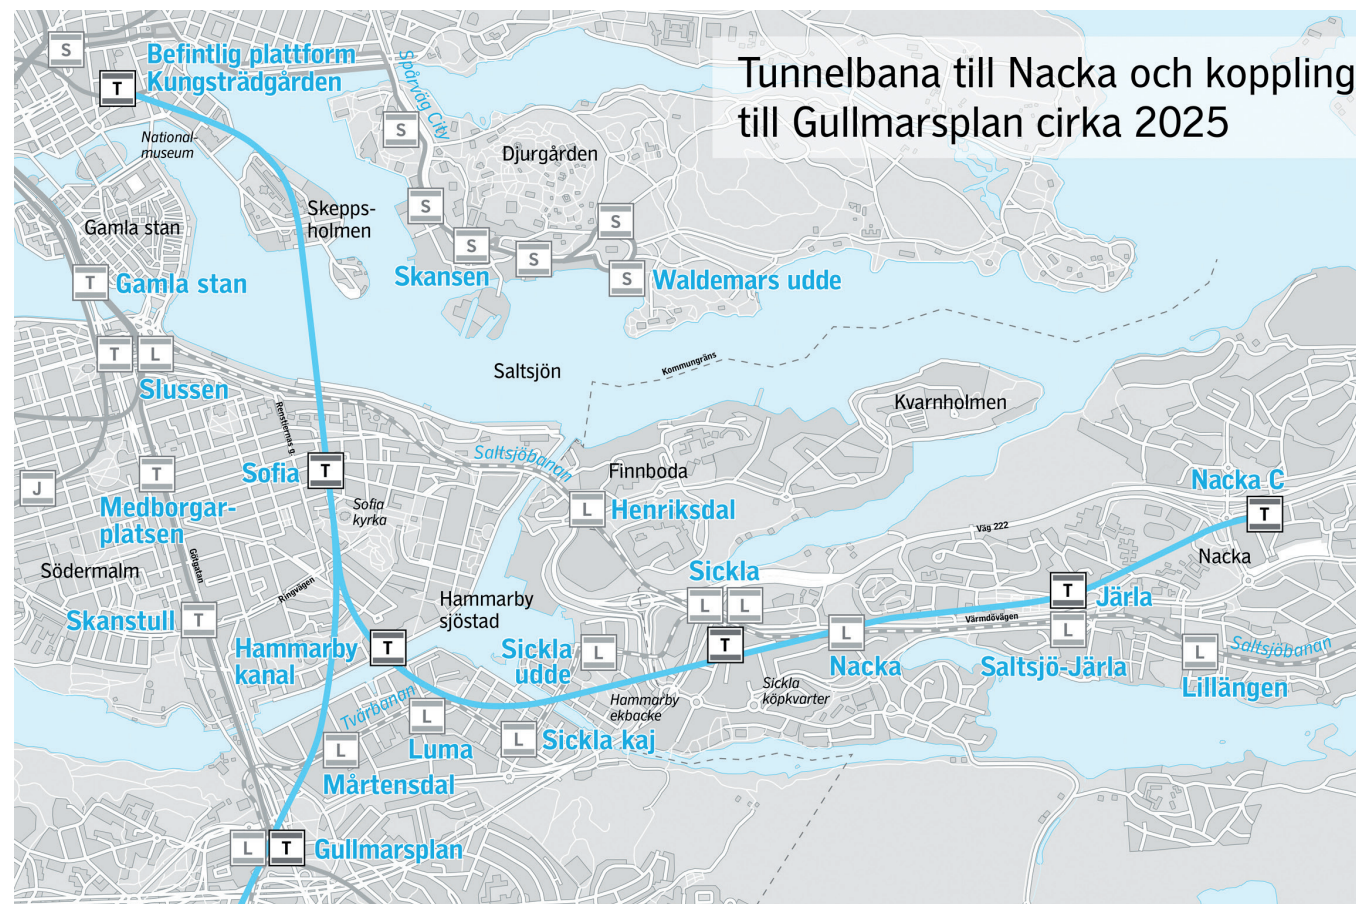 Tunnelbana till Nacka och koppling
till Gullmarsplan cirka 2025
S
Befintlig plattform
Kungsträdgården
T
Spårväg City
S
National-
museum
Djurgården
Skepps-
holmen
S
S
Gamla stan
S
S
T
Gamla stan
Skansen
S
Waldemars udde
T
L
Slussen
Saltsjön
Kommungräns
Kvarnholmen
Renstiernas g.
Saltsjöbanan
Sofia
T
Finnboda
J
T
Medborgar-
platsen
Sofia
kyrka
L
Henriksdal
Nacka C
T
Väg 222
Nacka
Götgatan
Södermalm
Ringvägen
Hammarby
sjöstad
Sickla
L
L
T
Järla
Skanstull
T
Värmdövägen
Hammarby
kanal
T
Sickla
udde
L
T
L
Nacka
L
Saltsjö-Järla
L
Saltsjöbanan
Lillängen
Tvärbanan
Hammarby
ekbacke
Sickla
köpkvarter
L
Luma
L
Sickla kaj
L
Mårtensdal
L
T
Gullmarsplan